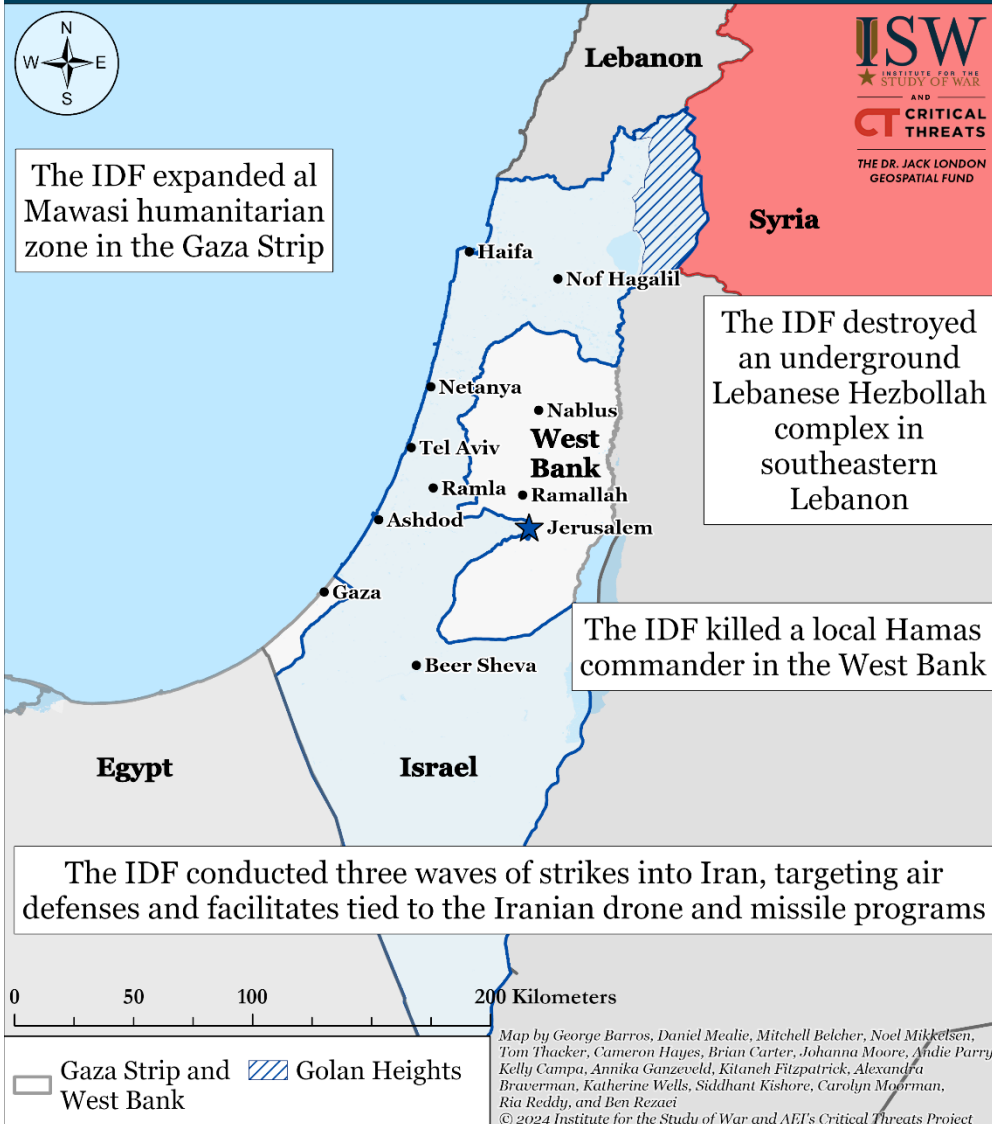 N
W
E
S
Lebanon
ISW
INSTITUTE FOR THE
STUDY OF WAR
AND
CT CRITICAL
THREATS
THE DR. JACK LONDON
GEOSPATIAL FUND
The IDF expanded al
Mawasi humanitarian
zone in the Gaza Strip
Syria
Haifa
Nof Hagalil
The IDF destroyed
an underground
Lebanese Hezbollah
complex in
southeastern
Lebanon
Netanya
Nablus
West
Bank
Tel Aviv
Ramla
Ramallah
Ashdod
Jerusalem
Gaza
The IDF killed a local Hamas
commander in the West Bank
Beer Sheva
Egypt
Israel
The IDF conducted three waves of strikes into Iran, targeting air
defenses and facilitates tied to the Iranian drone and missile programs
0 50 100 200 Kilometers
Gaza Strip and
West Bank
Golan Heights
Map by George Barros, Daniel Mealie, Mitchell Belcher, Noel Mikkelsen,
Tom Thacker, Cameron Hayes, Brian Carter, Johanna Moore, Andie Parry,
Kelly Campa, Annika Ganzeveld, Kitaneh Fitzpatrick, Alexandra
Braverman, Katherine Wells, Siddhant Kishore, Carolyn Moorman,
Ria Reddy, and Ben Rezaei
© 2024 Institute for the Study of War and AEI's Critical Threats Project